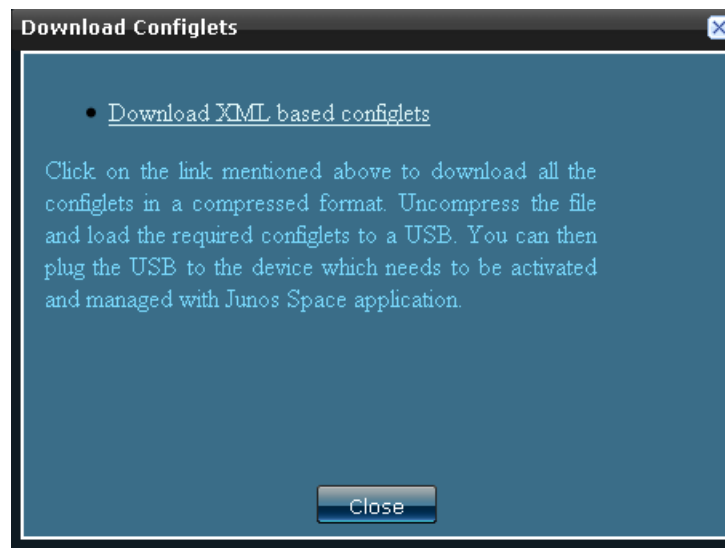 Download Configlets
Download XML based configlets
Click on the link mentioned above to download all the
configlets in a compressed format. Uncompress the file
and load the required configlets to a USB. You can then
plug the USB to the device which needs to be activated
and managed with Junos Space application.
Close